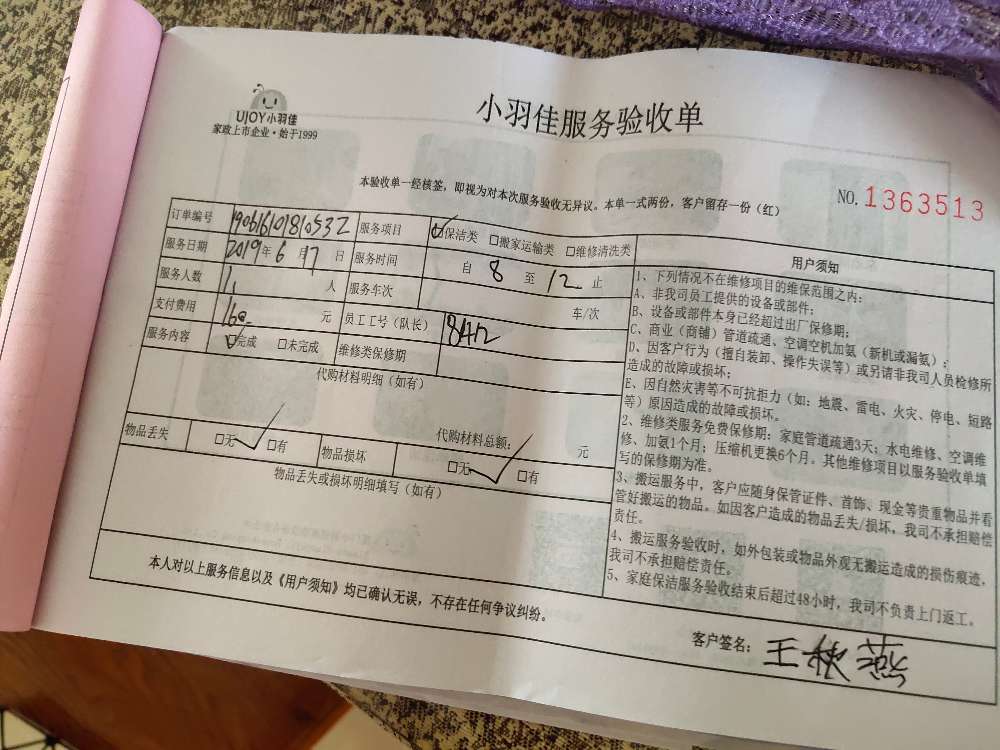 UJOY小羽佳
家政上市企业·始于1999
小羽佳服务验收单
本验收单一经核签，即视为对本次服务验收无异议。本单一式两份，客户留存一份（红）
NO. 1363513
订单编号 服务项目 ☑保洁类 □搬家运输类 □维修清洗类
服务日期 2019年6月17日 服务时间 自 8 至 12 止
服务人数 1 人 服务车次 车/次
支付费用 元 员工工号（队长）
服务内容 ☑完成 □未完成 维修类保修期
代购材料明细（如有）
代购材料总额： 元
物品丢失 □无 □有 物品损坏 □无 □有
物品丢失或损坏明细填写（如有）
本人对以上服务信息以及《用户须知》均已确认无误，不存在任何争议纠纷。
用户须知
1、下列情况不在维修项目的维保范围之内：
A、非我司员工提供的设备或部件；
B、设备或部件本身已经超过出厂保修期；
C、商业（商铺）管道疏通、空调空机加氨（新机或漏氨）；
D、因客户行为（擅自装卸、操作失误等）或另请非我司人员检修所
造成的故障或损坏；
E、因自然灾害等不可抗拒力（如：地震、雷电、火灾、停电、短路
等）原因造成的故障或损坏。
2、维修类服务免费保修期：家庭管道疏通3天；水电维修、空调维
修、加氨1个月；压缩机更换6个月。其他维修项目以服务验收单填
写的保修期为准。
3、搬运服务中，客户应随身保管证件、首饰、现金等贵重物品并看
管好搬运的物品。如因客户造成的物品丢失/损坏，我司不承担赔偿
责任。
4、搬运服务验收时，如外包装或物品外观无搬运造成的损伤痕迹，
我司不承担赔偿责任。
5、家庭保洁服务验收结束后超过48小时，我司不负责上门返工。
客户签名： 王秋燕